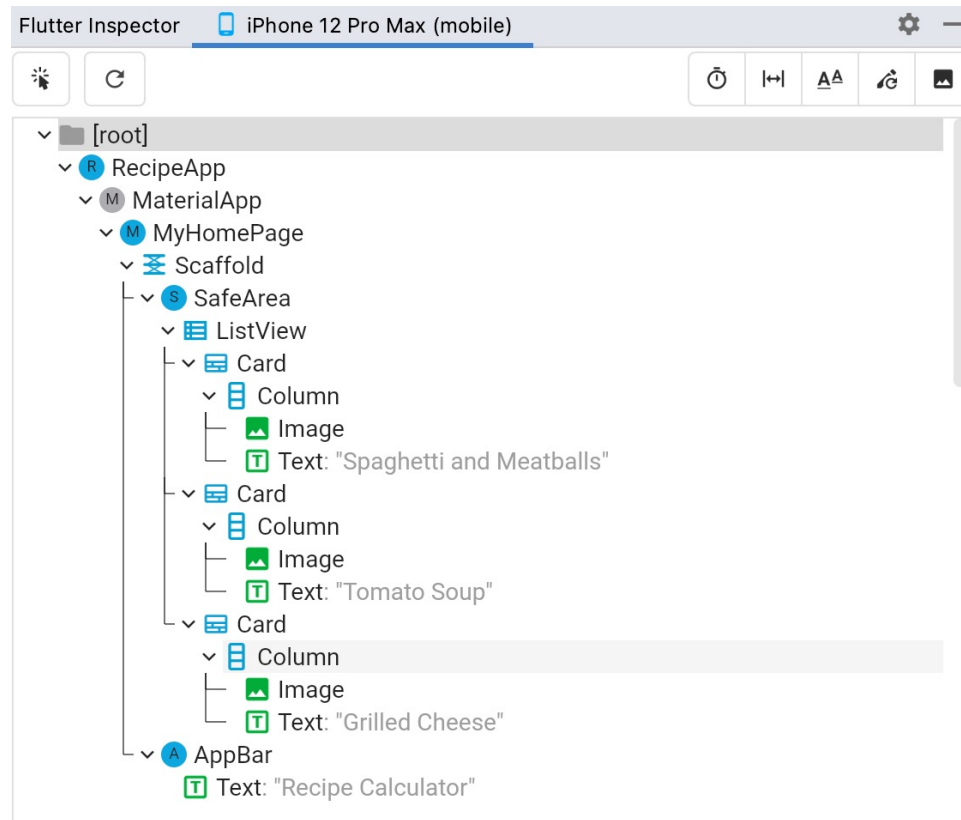 Flutter Inspector iPhone 12 Pro Max (mobile)
AA
[root]
R RecipeApp
M MaterialApp
M MyHomePage
Scaffold
S SafeArea
ListView
Card
Column
Image
T Text: "Spaghetti and Meatballs"
Card
Column
Image
T Text: "Tomato Soup"
Card
Column
Image
T Text: "Grilled Cheese"
A AppBar
T Text: "Recipe Calculator"